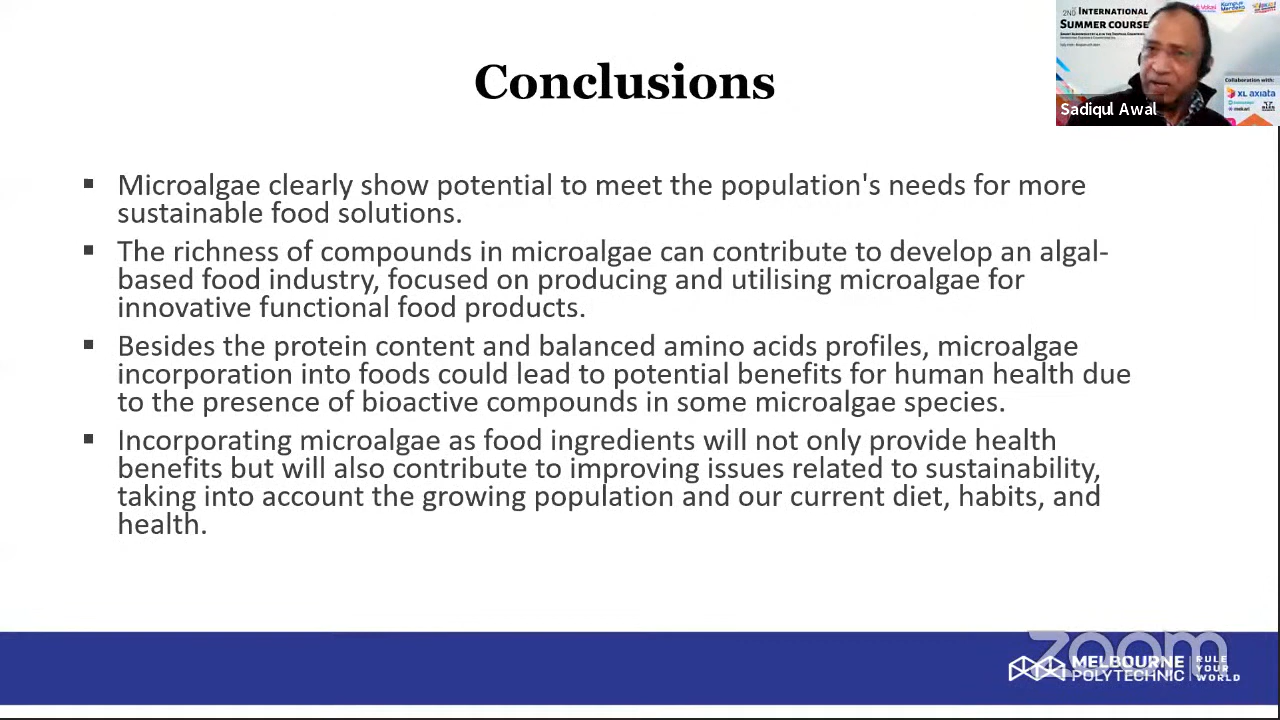 2ND INTERNATIONAL
SUMMER COURSE
Collaboration with:
XL axiata
Sadiqul Awal
Conclusions
▪ Microalgae clearly show potential to meet the population's needs for more
sustainable food solutions.
▪ The richness of compounds in microalgae can contribute to develop an algal-
based food industry, focused on producing and utilising microalgae for
innovative functional food products.
▪ Besides the protein content and balanced amino acids profiles, microalgae
incorporation into foods could lead to potential benefits for human health due
to the presence of bioactive compounds in some microalgae species.
▪ Incorporating microalgae as food ingredients will not only provide health
benefits but will also contribute to improving issues related to sustainability,
taking into account the growing population and our current diet, habits, and
health.
zoom
MELBOURNE
POLYTECHNIC
RULE
YOUR
WORLD